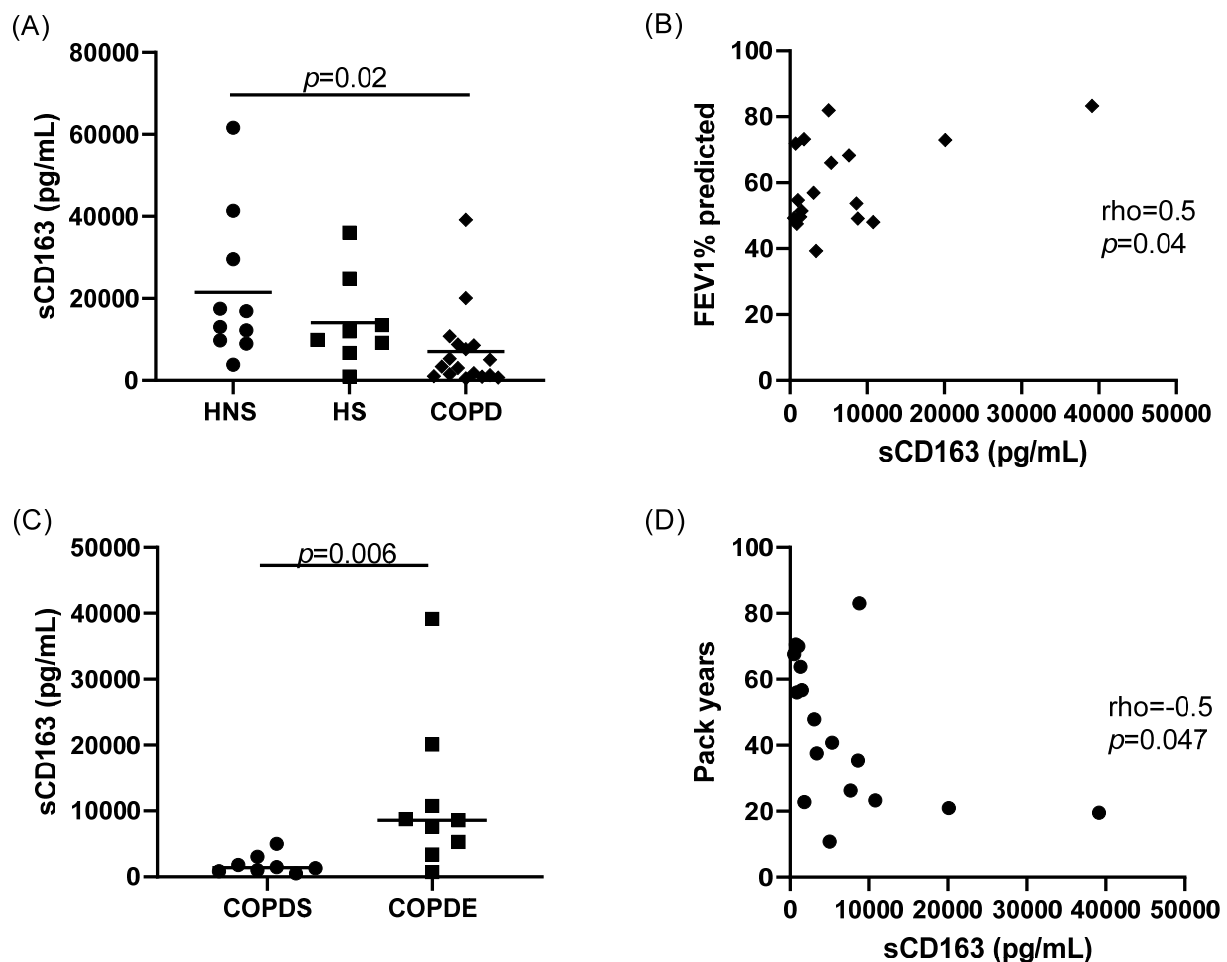 (A)
80000
60000
40000
20000
0
sCD163 (pg/mL)
p=0.02
HNS HS COPD
(B)
100
80
60
40
20
0
FEV1% predicted
rho=0.5
p=0.04
0 10000 20000 30000 40000 50000
sCD163 (pg/mL)
(C)
50000
40000
30000
20000
10000
0
sCD163 (pg/mL)
p=0.006
COPDS COPDE
(D)
100
80
60
40
20
0
Pack years
rho=-0.5
p=0.047
0 10000 20000 30000 40000 50000
sCD163 (pg/mL)